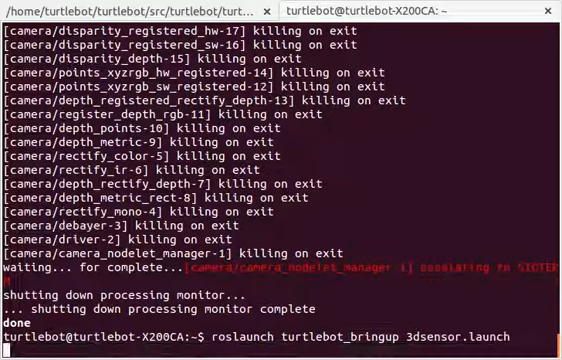 /home/turtlebot/turtlebot/src/turtlebot/turt...
turtlebot@turtlebot-X200CA: ~
[camera/disparity_registered_hw-17] killing on exit
[camera/disparity_registered_sw-16] killing on exit
[camera/disparity_depth-15] killing on exit
[camera/points_xyzrgb_hw_registered-14] killing on exit
[camera/points_xyzrgb_sw_registered-12] killing on exit
[camera/depth_registered_rectify_depth-13] killing on exit
[camera/register_depth_rgb-11] killing on exit
[camera/depth_points-10] killing on exit
[camera/depth_metric-9] killing on exit
[camera/rectify_color-5] killing on exit
[camera/rectify_ir-6] killing on exit
[camera/depth_rectify_depth-7] killing on exit
[camera/depth_metric_rect-8] killing on exit
[camera/rectify_mono-4] killing on exit
[camera/debayer-3] killing on exit
[camera/driver-2] killing on exit
[camera/camera_nodelet_manager-1] killing on exit
waiting... for complete...[camera/camera_nodelet_manager-1] escalating to SIGTER
M
shutting down processing monitor...
... shutting down processing monitor complete
done
turtlebot@turtlebot-X200CA:~$ roslaunch turtlebot_bringup 3dsensor.launch